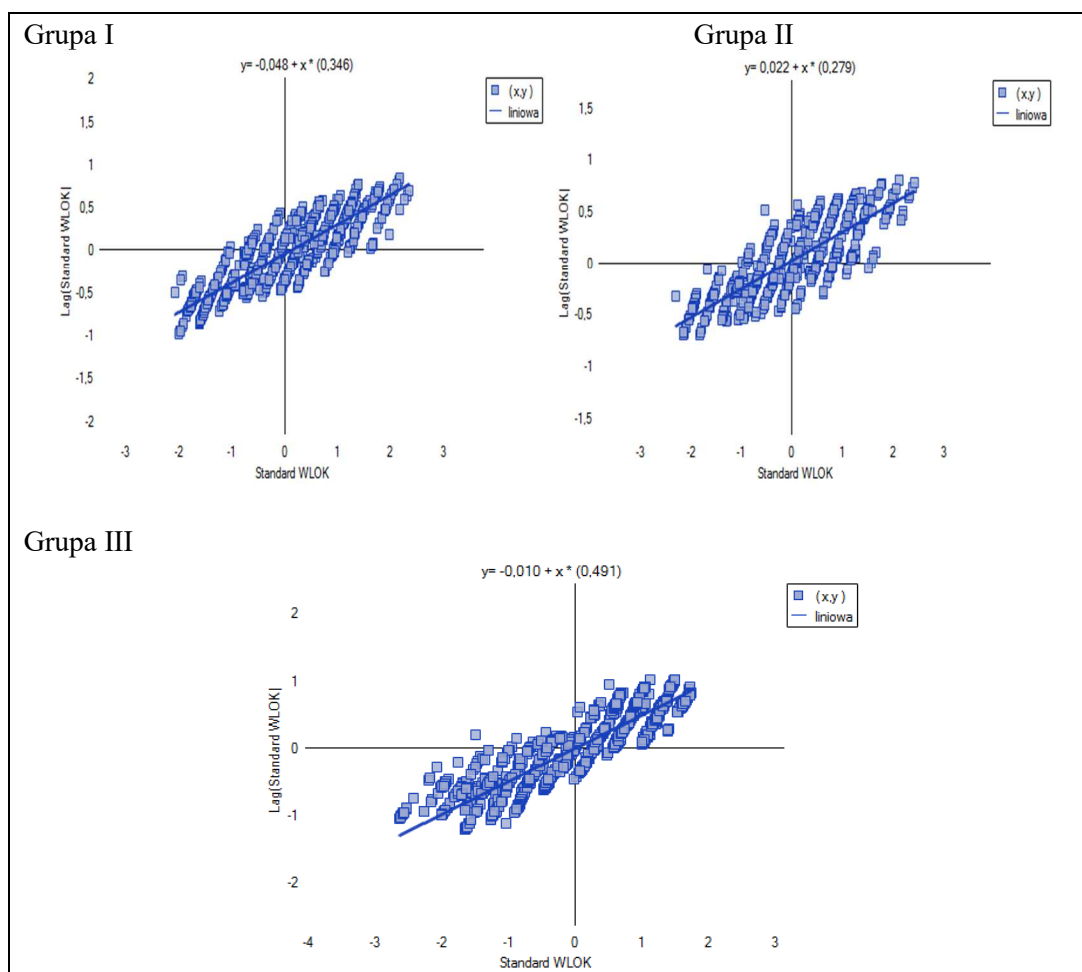 Grupa I
y= -0,048 + x * (0,346)
(x,y)
liniowa
Lag[Standard WLOK]
2
1,5
1
0,5
0
-0,5
-1
-1,5
-2
-3 -2 -1 0 1 2 3
Standard WLOK
Grupa II
y= 0,022 + x * (0,279)
(x,y)
liniowa
Lag[Standard WLOK]
1,5
1
0,5
0
-0,5
-1
-1,5
-3 -2 -1 0 1 2 3
Standard WLOK
Grupa III
y= -0,010 + x * (0,491)
(x,y)
liniowa
Lag[Standard WLOK]
2
1
0
-1
-2
-4 -3 -2 -1 0 1 2 3
Standard WLOK